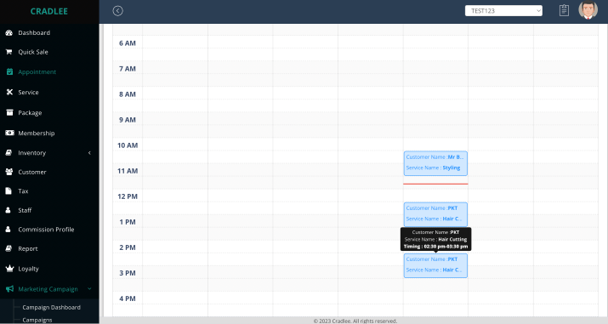 CRADLEE
TEST123
Dashboard
Quick Sale
Appointment
Service
Package
Membership
Inventory
Customer
Tax
Staff
Commission Profile
Report
Loyalty
Marketing Campaign
Campaign Dashboard
Campaigns
6 AM
7 AM
8 AM
9 AM
10 AM
11 AM
12 PM
1 PM
2 PM
3 PM
4 PM
Customer Name :Mr B...
Service Name : Styling
Customer Name :PKT
Service Name : Hair C...
Customer Name :PKT
Service Name : Hair Cutting
Timing : 02:30 pm-03:30 pm
Customer Name :PKT
Service Name : Hair C...
© 2023 Cradlee. All rights reserved.